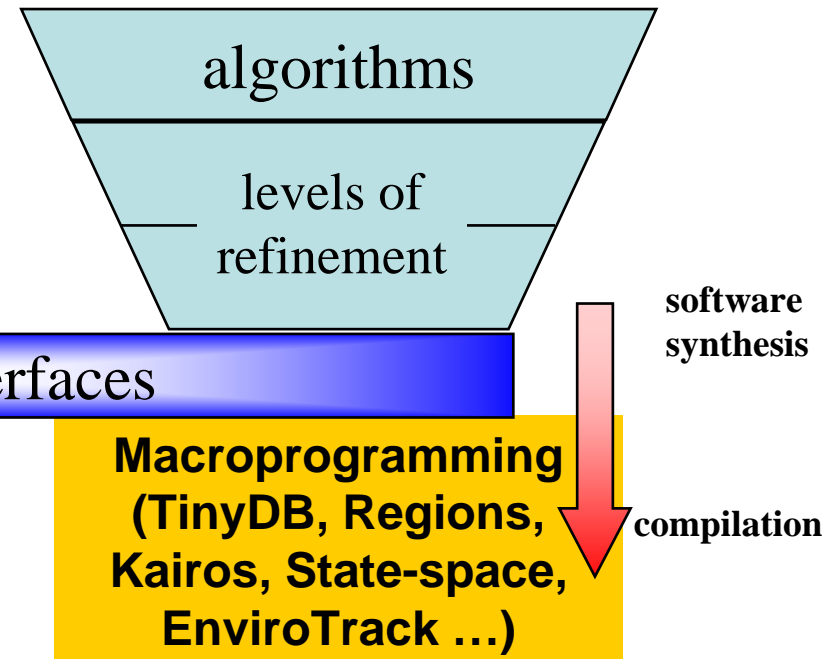 algorithms
levels of
refinement
software
synthesis
erfaces
Macroprogramming
(TinyDB, Regions,
Kairos, State-space,
EnviroTrack …)
compilation